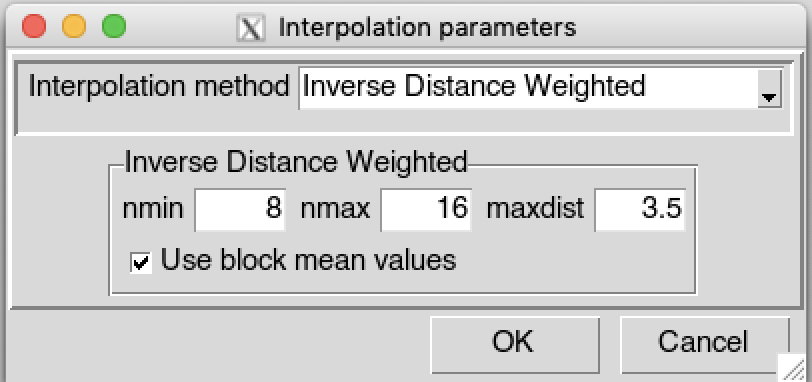 Interpolation parameters
Interpolation method Inverse Distance Weighted
Inverse Distance Weighted
nmin 8 nmax 16 maxdist 3.5
Use block mean values
OK Cancel